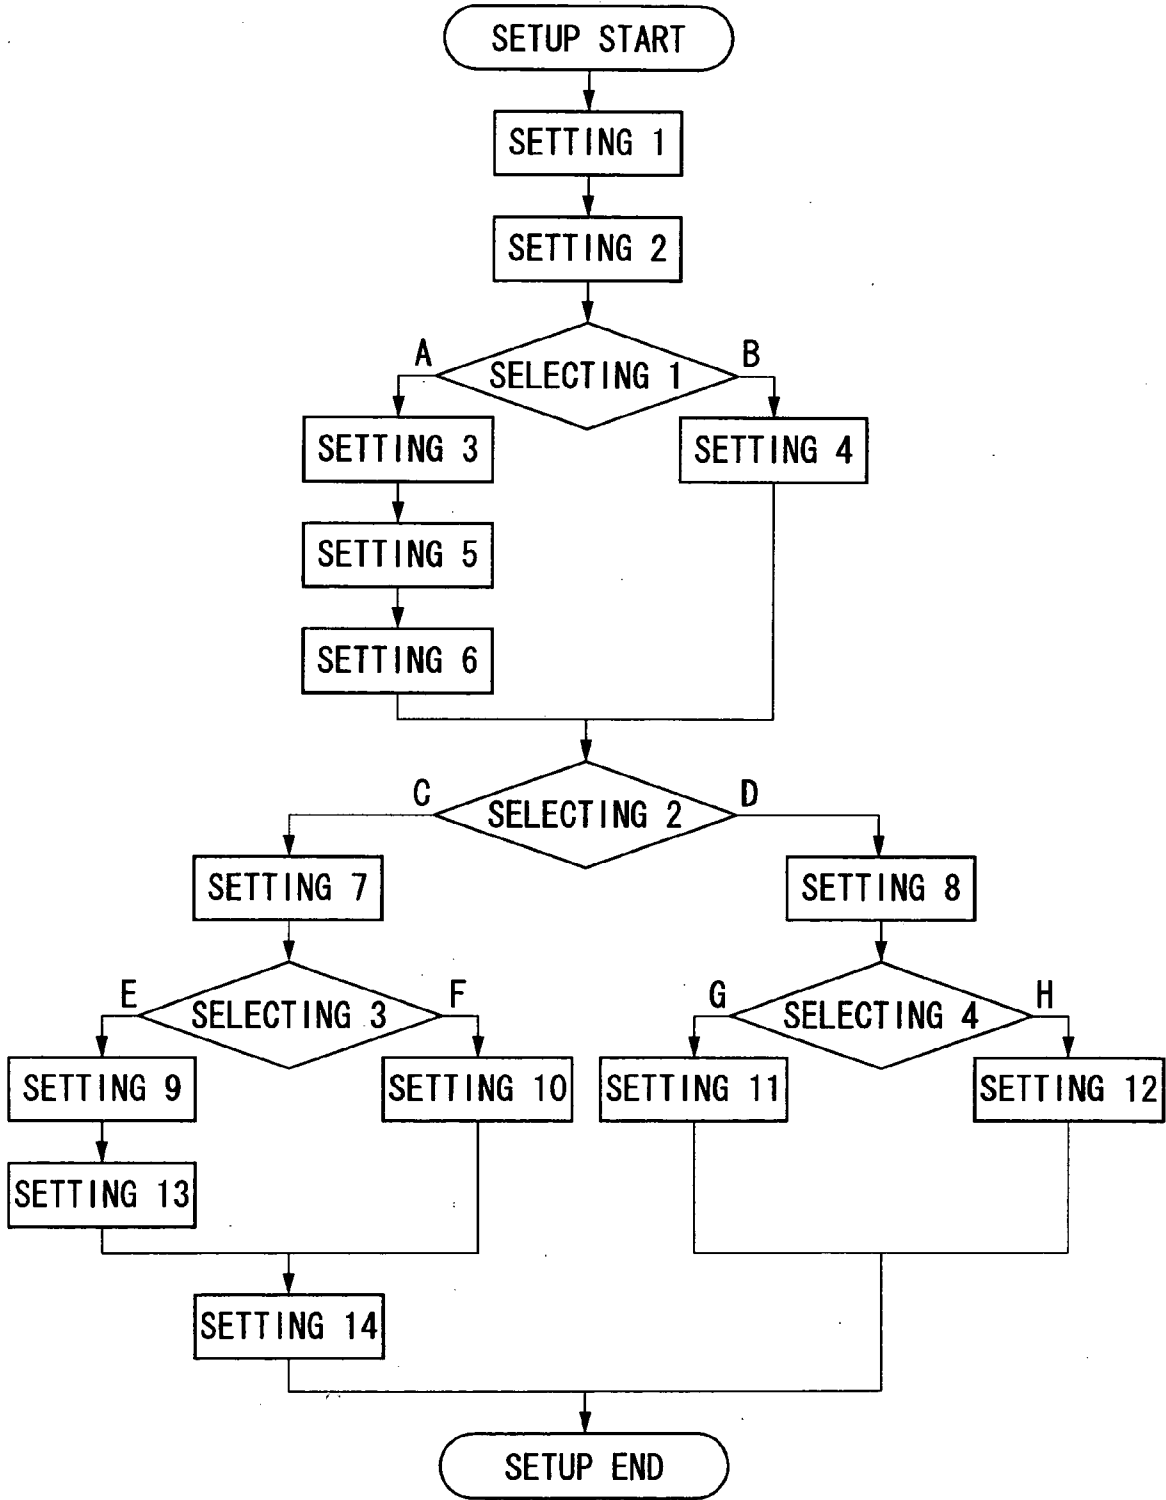 SETUP START
SETTING 1
SETTING 2
A
B
SELECTING 1
SETTING 3
SETTING 4
SETTING 5
SETTING 6
C
D
SELECTING 2
SETTING 7
SETTING 8
E
F
G
H
SELECTING 3
SELECTING 4
SETTING 9
SETTING 10
SETTING 11
SETTING 12
SETTING 13
SETTING 14
SETUP END